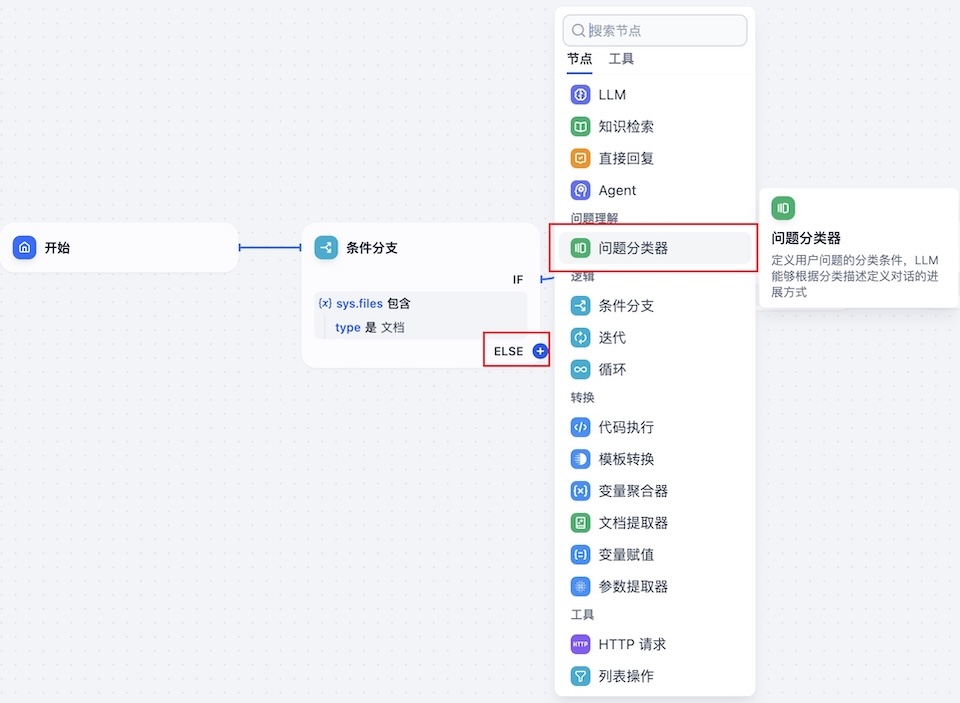 开始
条件分支
IF
{x} sys.files 包含
type 是 文档
ELSE
搜索节点
节点 工具
LLM
知识检索
直接回复
Agent
问题理解
问题分类器
逻辑
条件分支
迭代
循环
转换
代码执行
模板转换
变量聚合器
文档提取器
变量赋值
参数提取器
工具
HTTP HTTP 请求
列表操作
问题分类器
定义用户问题的分类条件，LLM
能够根据分类描述定义对话的进
展方式